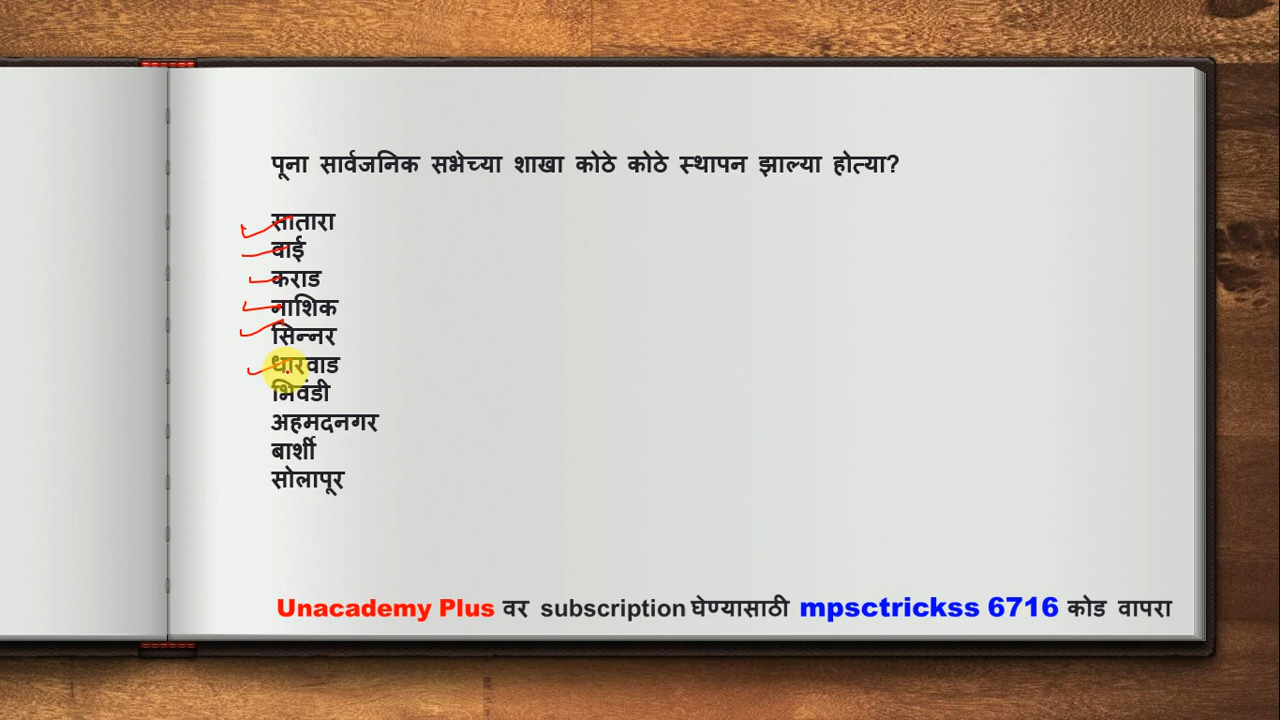 पूना सार्वजनिक सभेच्या शाखा कोठे कोठे स्थापन झाल्या होत्या?
सातारा
वाई
कराड
नाशिक
सिन्नर
धारवाड
भिवंडी
अहमदनगर
बार्शी
सोलापूर
Unacademy Plus वर subscription घेण्यासाठी mpsctrickss 6716 कोड वापरा